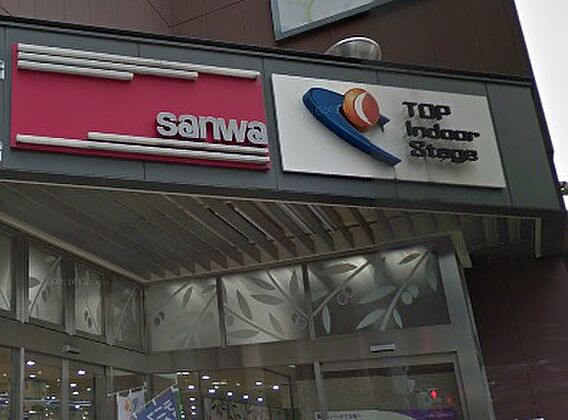 sanwa
TOP
Indoor
Stage